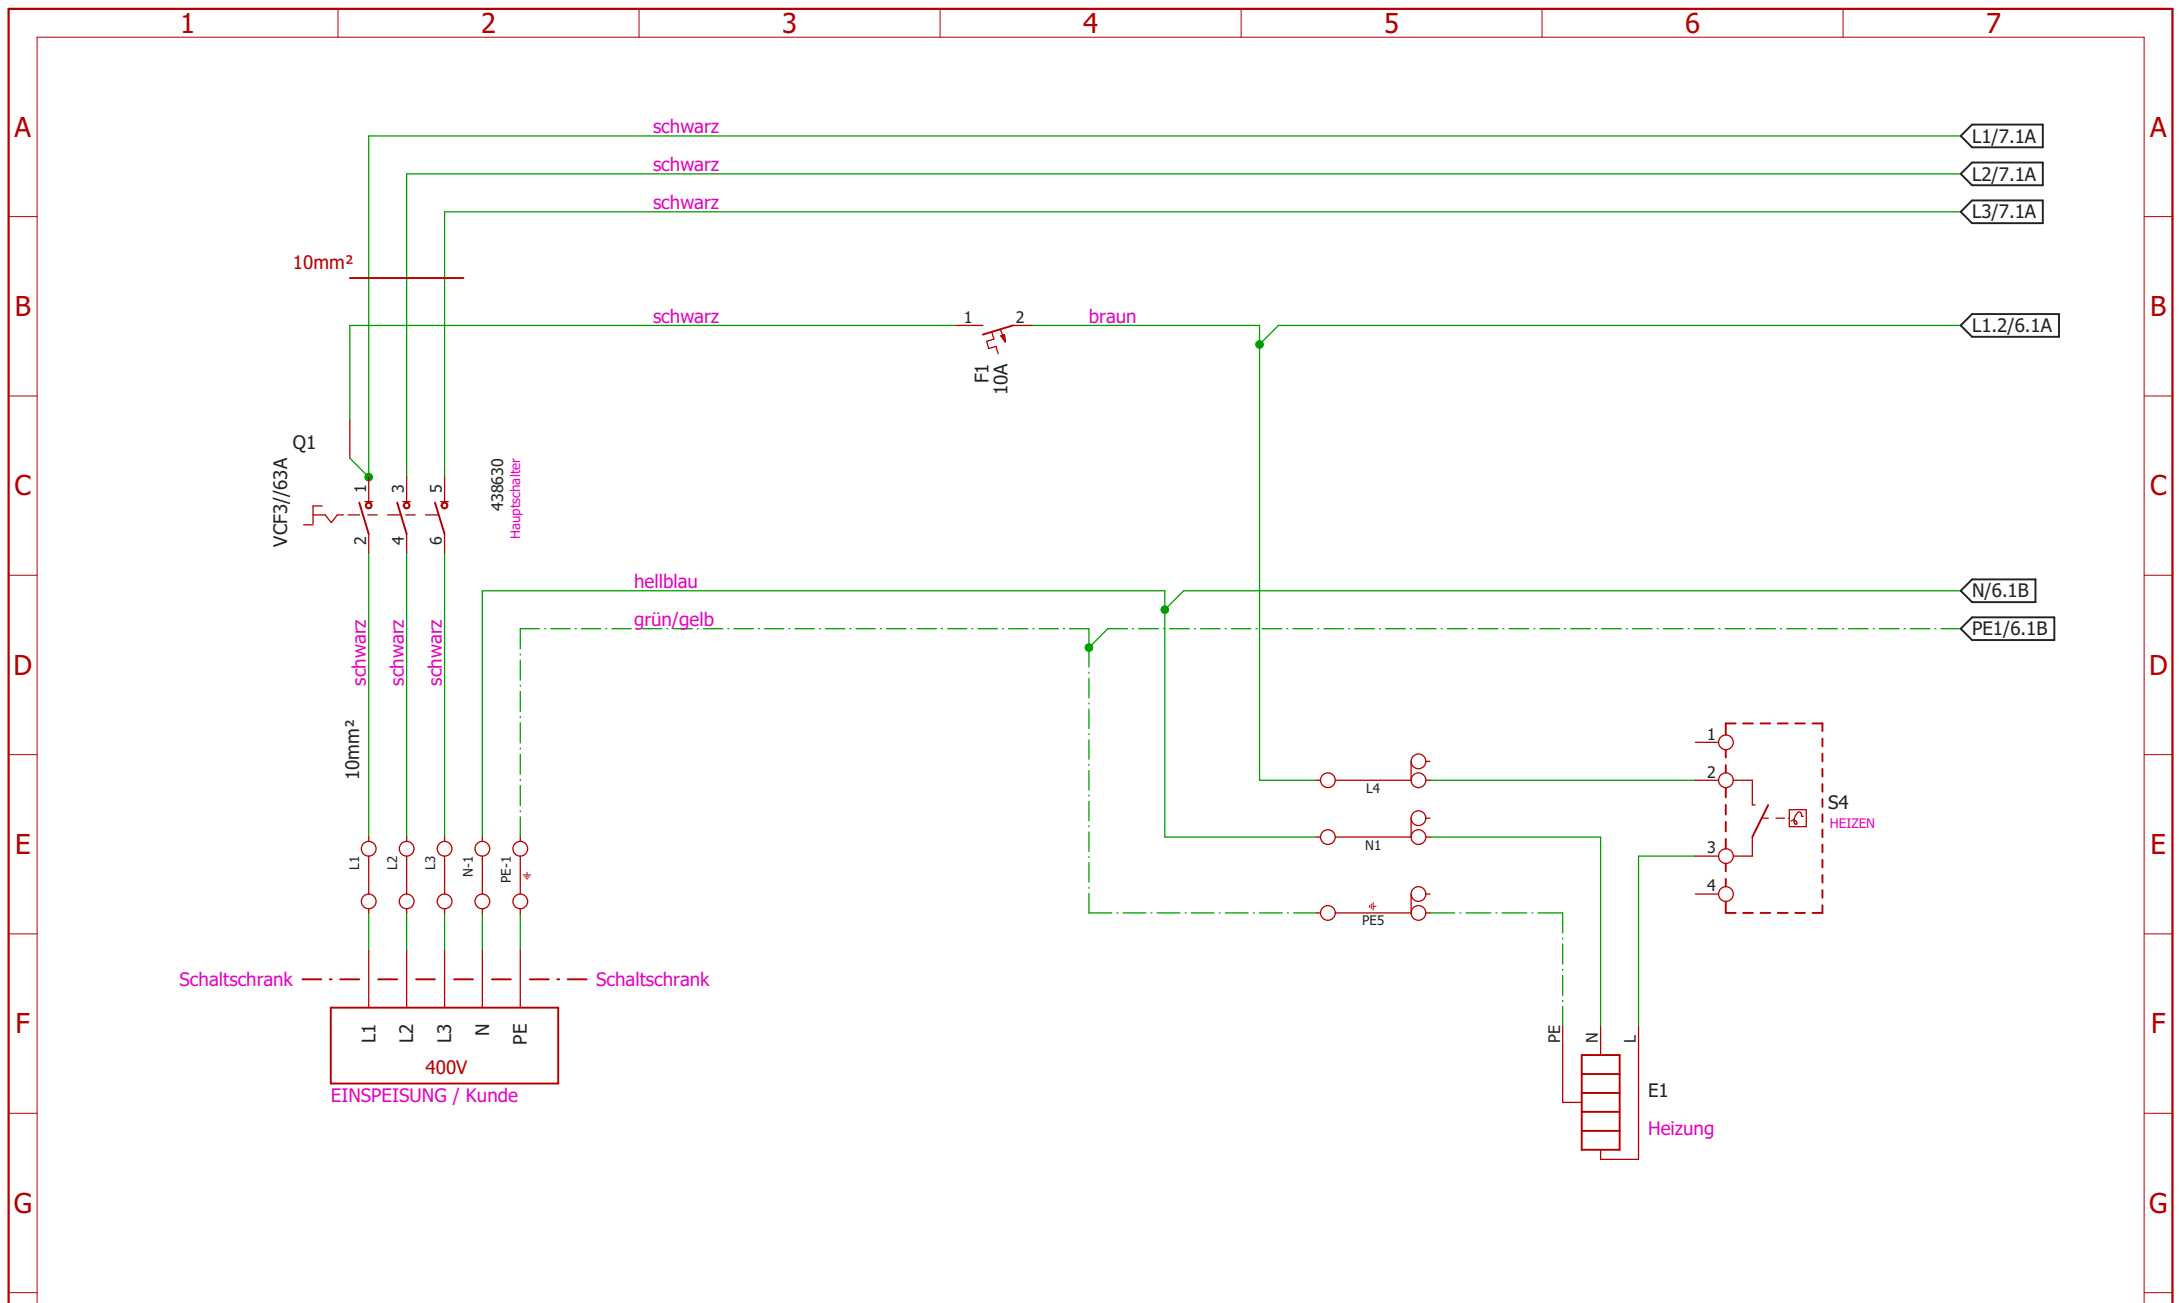 1 2 3 4 5 6 7
A A
schwarz
L1/7.1A
schwarz
L2/7.1A
schwarz
L3/7.1A
10mm²
B B
schwarz
1 2
braun
L1.2/6.1A
F1
10A
Q1
VCF3//63A
C C
1 3 5
2 4 6
438630
Hauptschalter
hellblau
N/6.1B
grün/gelb
PE1/6.1B
schwarz
schwarz
schwarz
D D
10mm²
1
2
L4
S4
HEIZEN
E E
N1
3
4
PE5
L1
L2
L3
N-1
PE-1
Schaltschrank Schaltschrank
F F
L1
L2
L3
N
PE
400V
EINSPEISUNG / Kunde
PE
N
L
E1
Heizung
G G